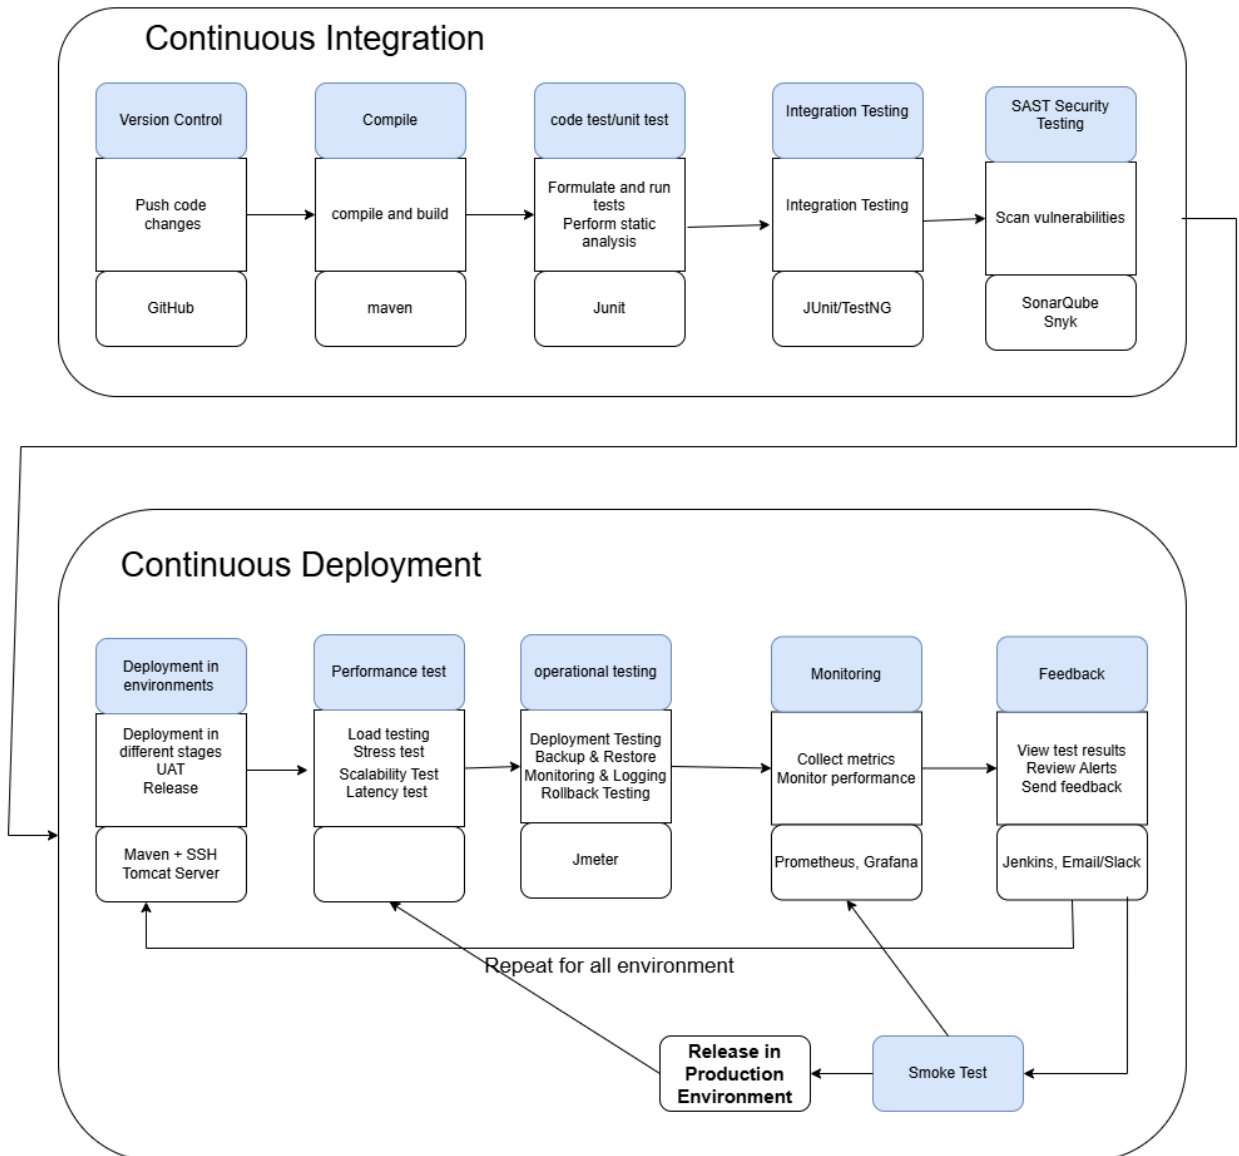 Continuous Integration
Version Control
Push code
changes
GitHub
Compile
compile and build
maven
code test/unit test
Formulate and run
tests
Perform static
analysis
Junit
Integration Testing
Integration Testing
JUnit/TestNG
SAST Security
Testing
Scan vulnerabilities
SonarQube
Snyk
Continuous Deployment
Deployment in
environments
Deployment in
different stages
UAT
Release
Maven + SSH
Tomcat Server
Performance test
Load testing
Stress test
Scalability Test
Latency test
operational testing
Deployment Testing
Backup & Restore
Monitoring & Logging
Rollback Testing
Jmeter
Monitoring
Collect metrics
Monitor performance
Prometheus, Grafana
Feedback
View test results
Review Alerts
Send feedback
Jenkins, Email/Slack
Repeat for all environment
Release in
Production
Environment
Smoke Test